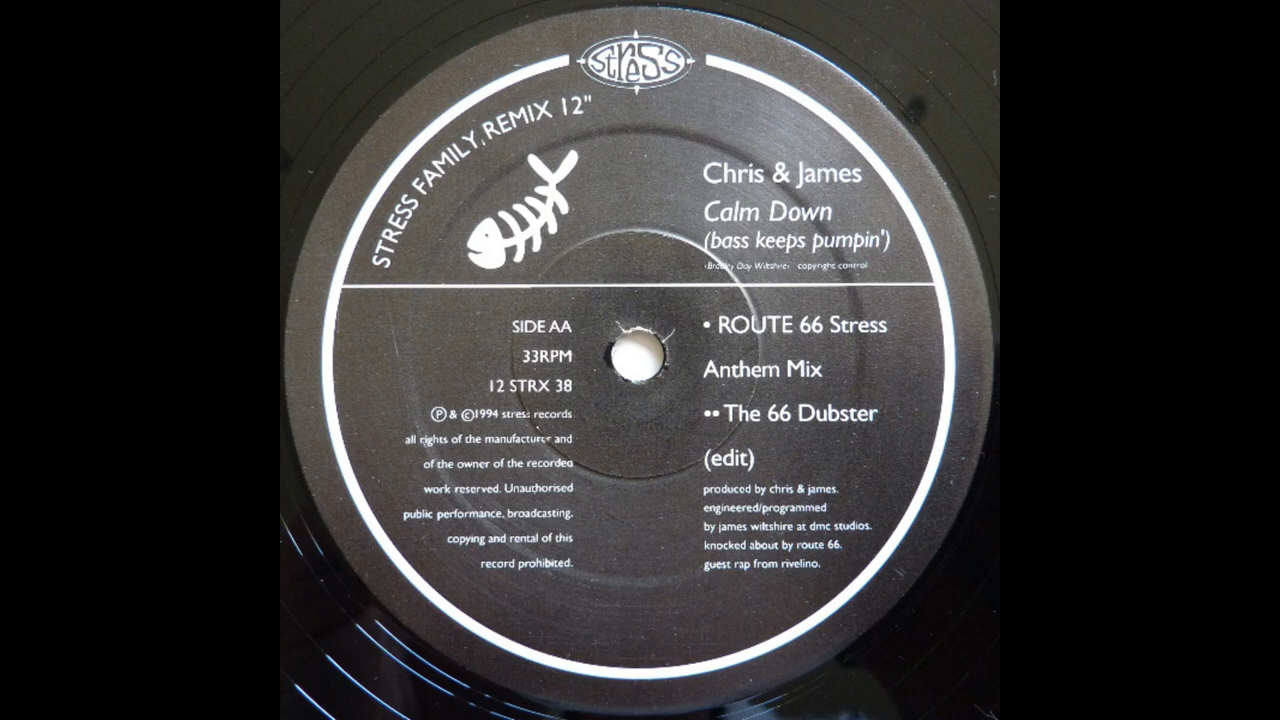 stress
STRESS FAMILY, REMIX 12"
Chris & James
Calm Down
(bass keeps pumpin')
Day Wiltshire copyright control
SIDE AA
33RPM
12 STRX 38
℗ & ©1994 stress records
all rights of the manufacturer and
of the owner of the recorded
work reserved. Unauthorised
public performance, broadcasting,
copying and rental of this
record prohibited.
• ROUTE 66 Stress
Anthem Mix
•• The 66 Dubster
(edit)
produced by chris & james.
engineered/programmed
by james wiltshire at dmc studios.
knocked about by route 66.
guest rap from rivelino.